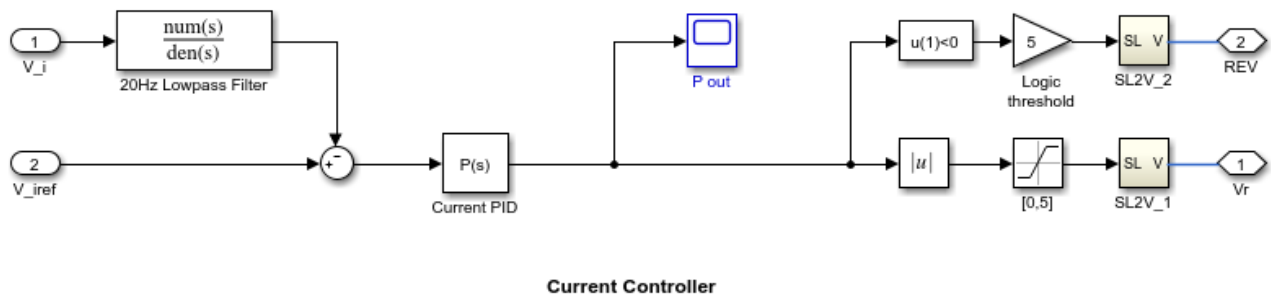 1
V_i
num(s)
den(s)
20Hz Lowpass Filter
P out
u(1)<0
5
Logic
threshold
SL V
SL2V_2
2
REV
2
V_iref
+
-
P(s)
Current PID
|u|
[0,5]
SL V
SL2V_1
1
Vr
Current Controller